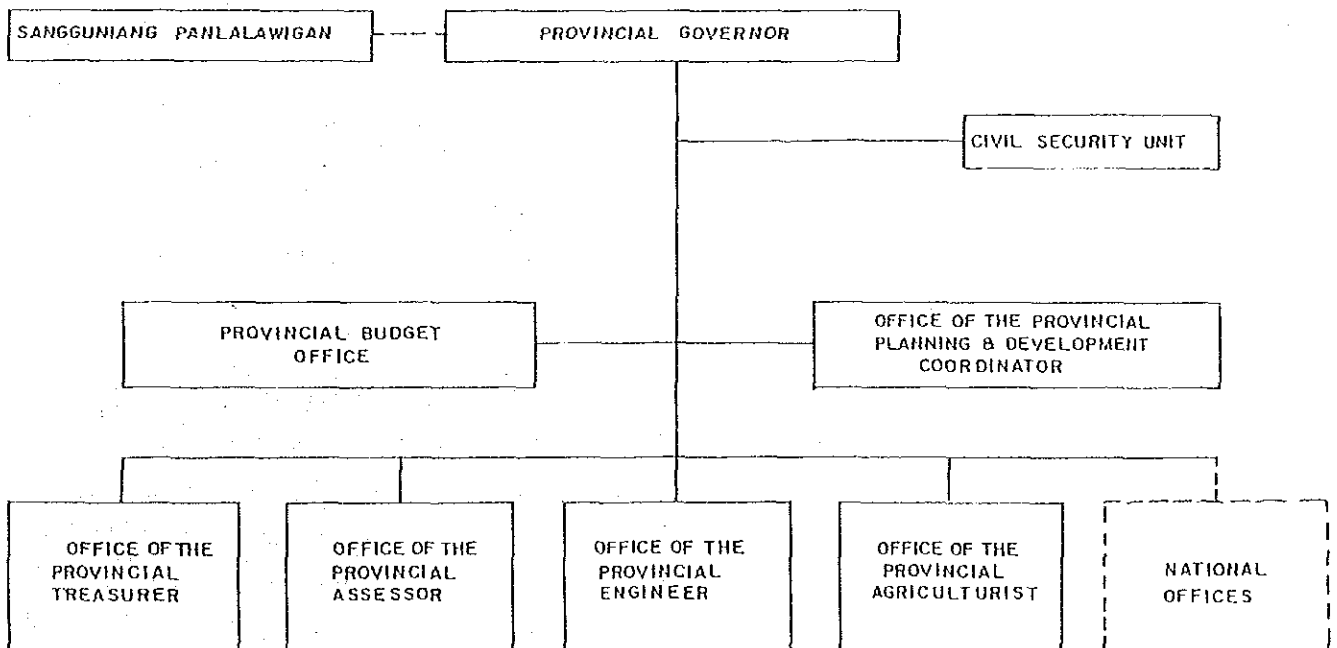 SANGGUNIANG PANLALAWIGAN
PROVINCIAL GOVERNOR
CIVIL SECURITY UNIT
PROVINCIAL BUDGET
OFFICE
OFFICE OF THE PROVINCIAL
PLANNING & DEVELOPMENT
COORDINATOR
OFFICE OF THE
PROVINCIAL
TREASURER
OFFICE OF THE
PROVINCIAL
ASSESSOR
OFFICE OF THE
PROVINCIAL
ENGINEER
OFFICE OF THE
PROVINCIAL
AGRICULTURIST
NATIONAL
OFFICES